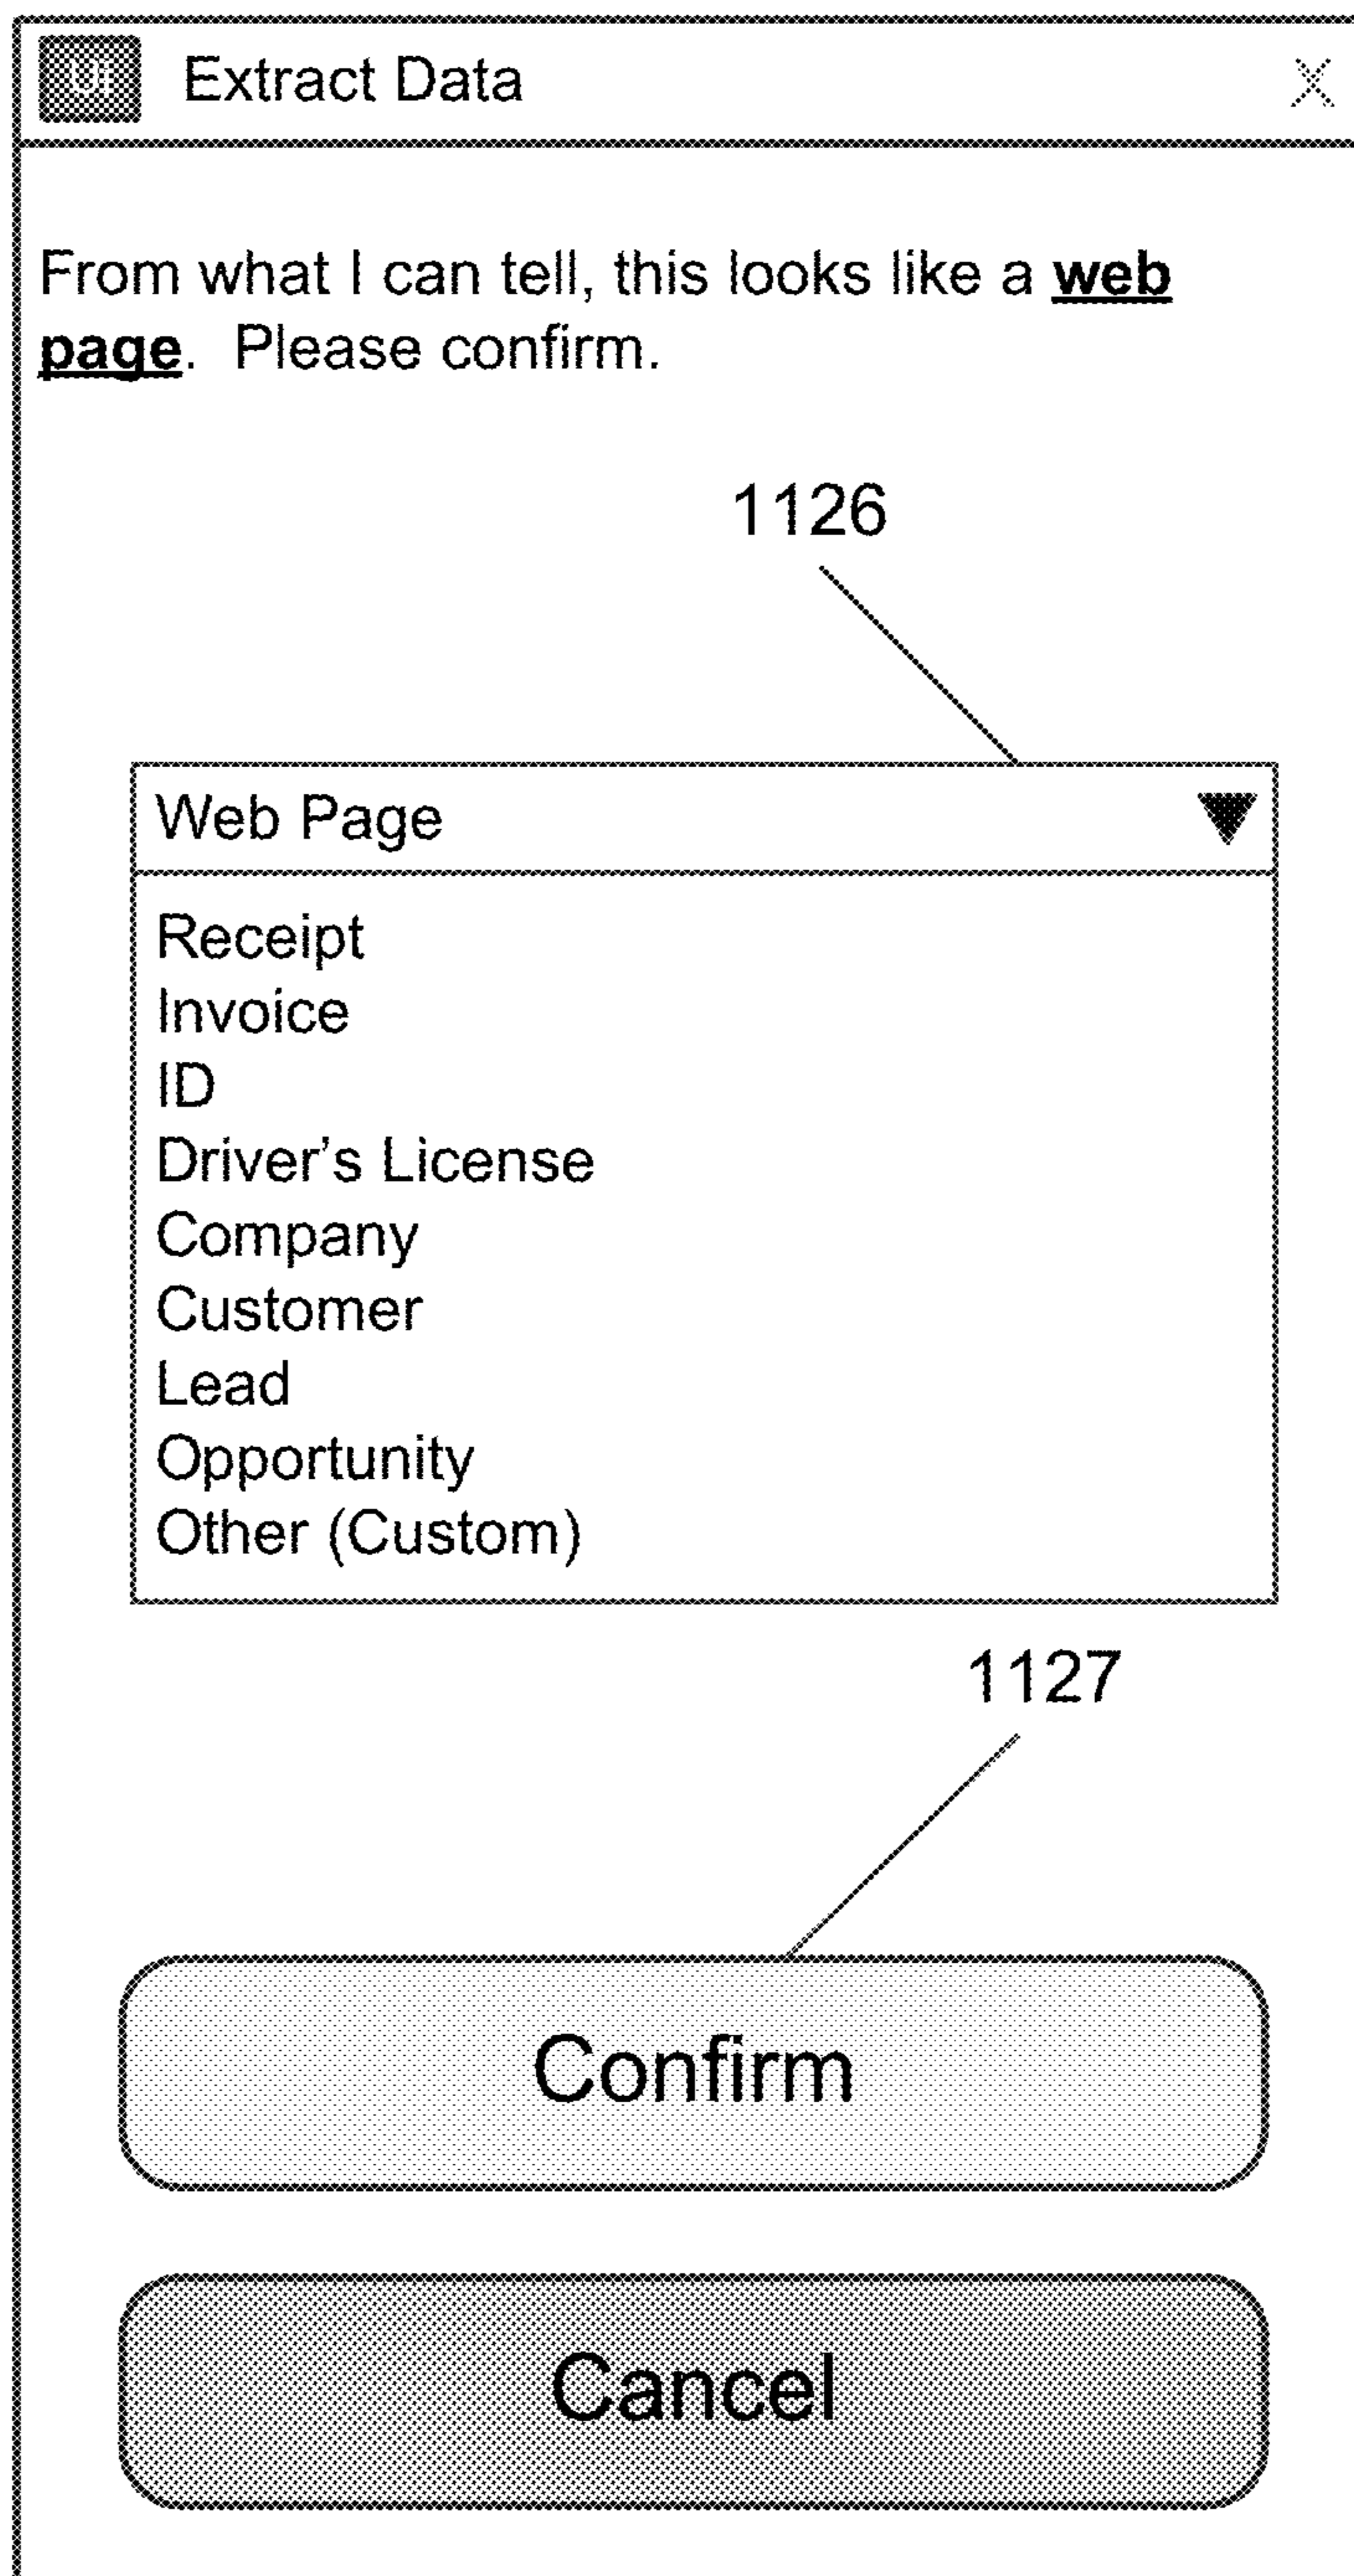 Extract Data
X
From what I can tell, this looks like a web
page. Please confirm.
1126
Web Page
Receipt
Invoice
ID
Driver's License
Company
Customer
Lead
Opportunity
Other (Custom)
1127
Confirm
Cancel